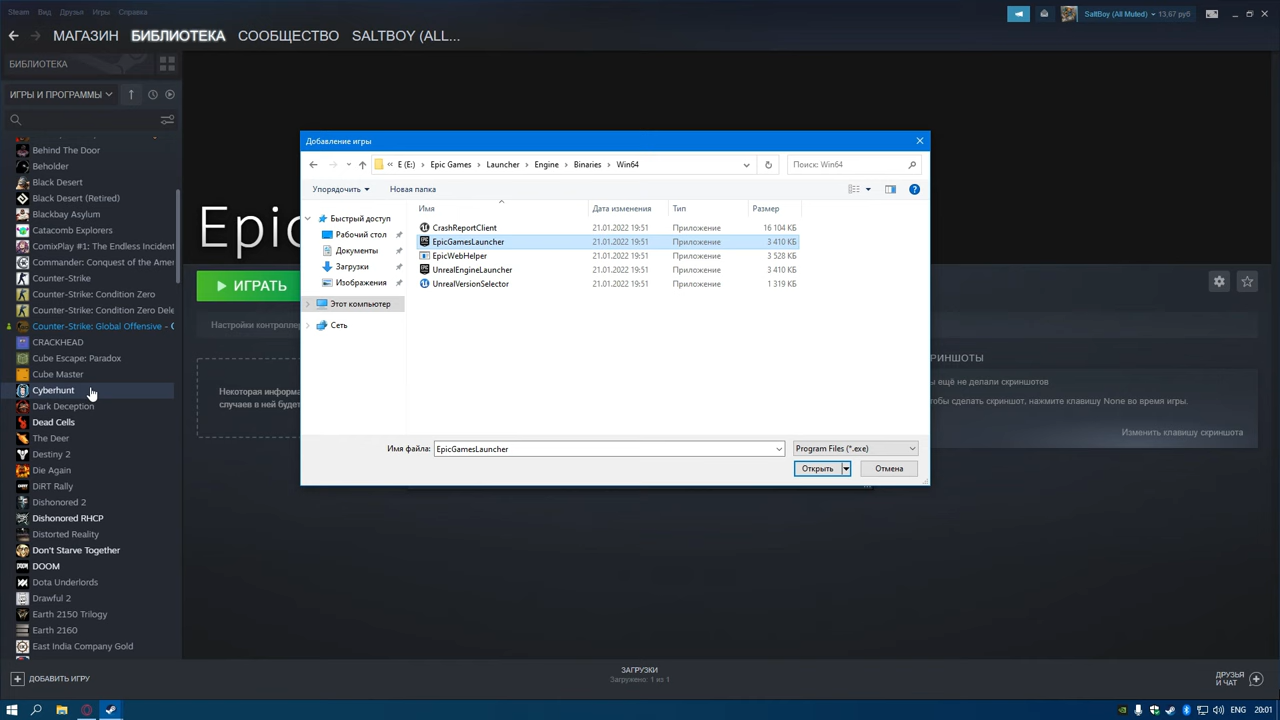 Steam Вид Друзья Игры Справка
SaltBoy (All Muted) 13,67 руб
МАГАЗИН БИБЛИОТЕКА СООБЩЕСТВО SALTBOY (ALL...
БИБЛИОТЕКА
ИГРЫ И ПРОГРАММЫ
Behind The Door
Beholder
Black Desert
Black Desert (Retired)
Blackbay Asylum
Catacomb Explorers
ComixPlay #1: The Endless Incident
Commander: Conquest of the Amer
Counter-Strike
Counter-Strike: Condition Zero
Counter-Strike: Condition Zero Dele
Counter-Strike: Global Offensive -
CRACKHEAD
Cube Escape: Paradox
Cube Master
Cyberhunt
Dark Deception
Dead Cells
The Deer
Destiny 2
Die Again
DiRT Rally
Dishonored 2
Dishonored RHCP
Distorted Reality
Don't Starve Together
DOOM
Dota Underlords
Drawful 2
Earth 2150 Trilogy
Earth 2160
East India Company Gold
ДОБАВИТЬ ИГРУ
Epi
ИГРАТЬ
Настройки контролле
Некоторая информа
случаев в ней будет
Добавление игры
« E (E:) Epic Games Launcher Engine Binaries Win64
Поиск: Win64
Упорядочить Новая папка
Быстрый доступ
Рабочий стол
Документы
Загрузки
Изображения
Этот компьютер
Сеть
Имя Дата изменения Тип Размер
CrashReportClient 21.01.2022 19:51 Приложение 16 104 КБ
EpicGamesLauncher 21.01.2022 19:51 Приложение 3 410 КБ
EpicWebHelper 21.01.2022 19:51 Приложение 3 528 КБ
UnrealEngineLauncher 21.01.2022 19:51 Приложение 3 410 КБ
UnrealVersionSelector 21.01.2022 19:51 Приложение 1 319 КБ
Имя файла: EpicGamesLauncher Program Files (*.exe)
Открыть Отмена
КРИНШОТЫ
ы ещё не делали скриншотов
тобы сделать скриншот, нажмите клавишу None во время игры.
Изменить клавишу скриншота
ЗАГРУЗКИ
Загружено: 1 из 1
ДРУЗЬЯ
И ЧАТ
ENG 20:01